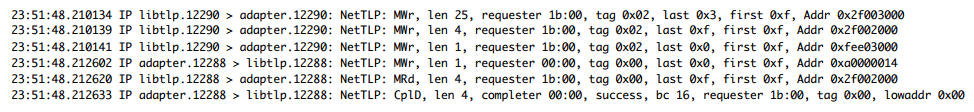 23:51:48.210134 IP libtlp.12290 > adapter.12290: NetTLP: MWr, len 25, requester 1b:00, tag 0x02, last 0x3, first 0xf, Addr 0x2f003000
23:51:48.210139 IP libtlp.12290 > adapter.12290: NetTLP: MWr, len 4, requester 1b:00, tag 0x02, last 0xf, first 0xf, Addr 0x2f002000
23:51:48.210141 IP libtlp.12290 > adapter.12290: NetTLP: MWr, len 1, requester 1b:00, tag 0x02, last 0x0, first 0xf, Addr 0xfee03000
23:51:48.212602 IP adapter.12288 > libtlp.12288: NetTLP: MWr, len 1, requester 00:00, tag 0x00, last 0x0, first 0xf, Addr 0xa0000014
23:51:48.212620 IP libtlp.12288 > adapter.12288: NetTLP: MRd, len 4, requester 1b:00, tag 0x00, last 0xf, first 0xf, Addr 0x2f002000
23:51:48.212633 IP adapter.12288 > libtlp.12288: NetTLP: CplD, len 4, completer 00:00, success, bc 16, requester 1b:00, tag 0x00, lowaddr 0x00